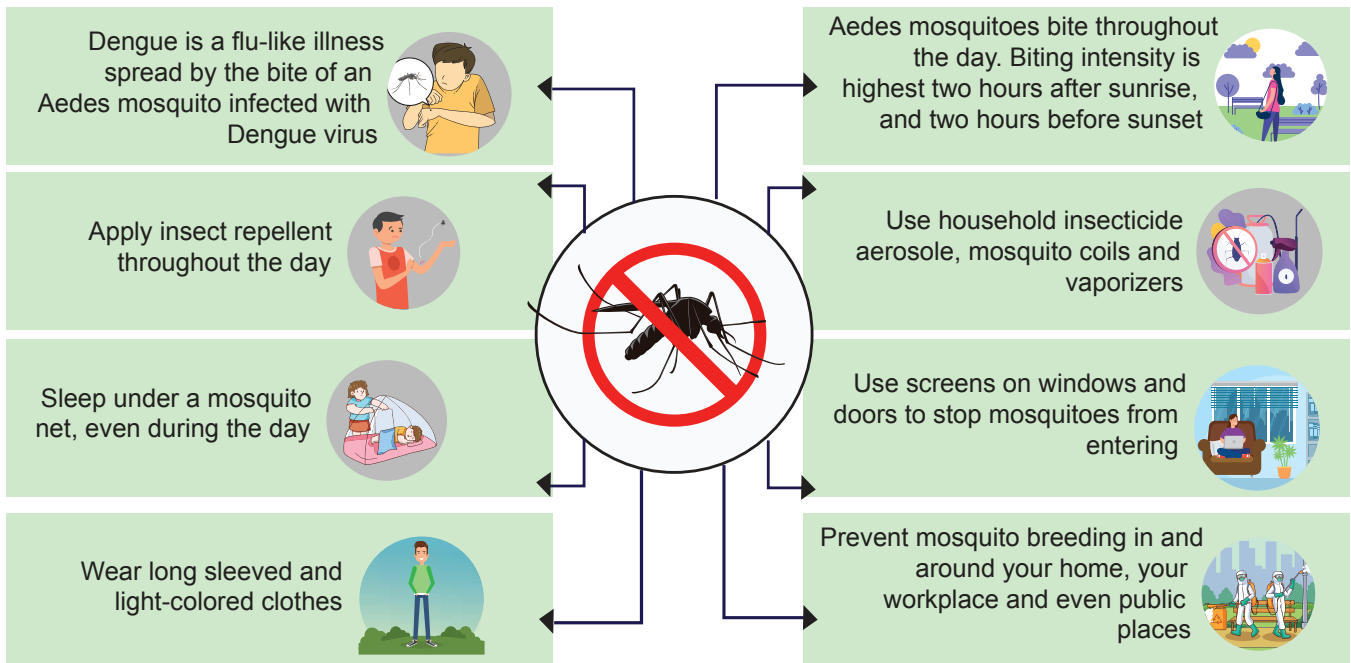 Dengue is a flu-like illness
spread by the bite of an
Aedes mosquito infected with
Dengue virus
Aedes mosquitoes bite throughout
the day. Biting intensity is
highest two hours after sunrise,
and two hours before sunset
Apply insect repellent
throughout the day
Use household insecticide
aerosole, mosquito coils and
vaporizers
Sleep under a mosquito
net, even during the day
Use screens on windows and
doors to stop mosquitoes from
entering
Wear long sleeved and
light-colored clothes
Prevent mosquito breeding in and
around your home, your
workplace and even public
places